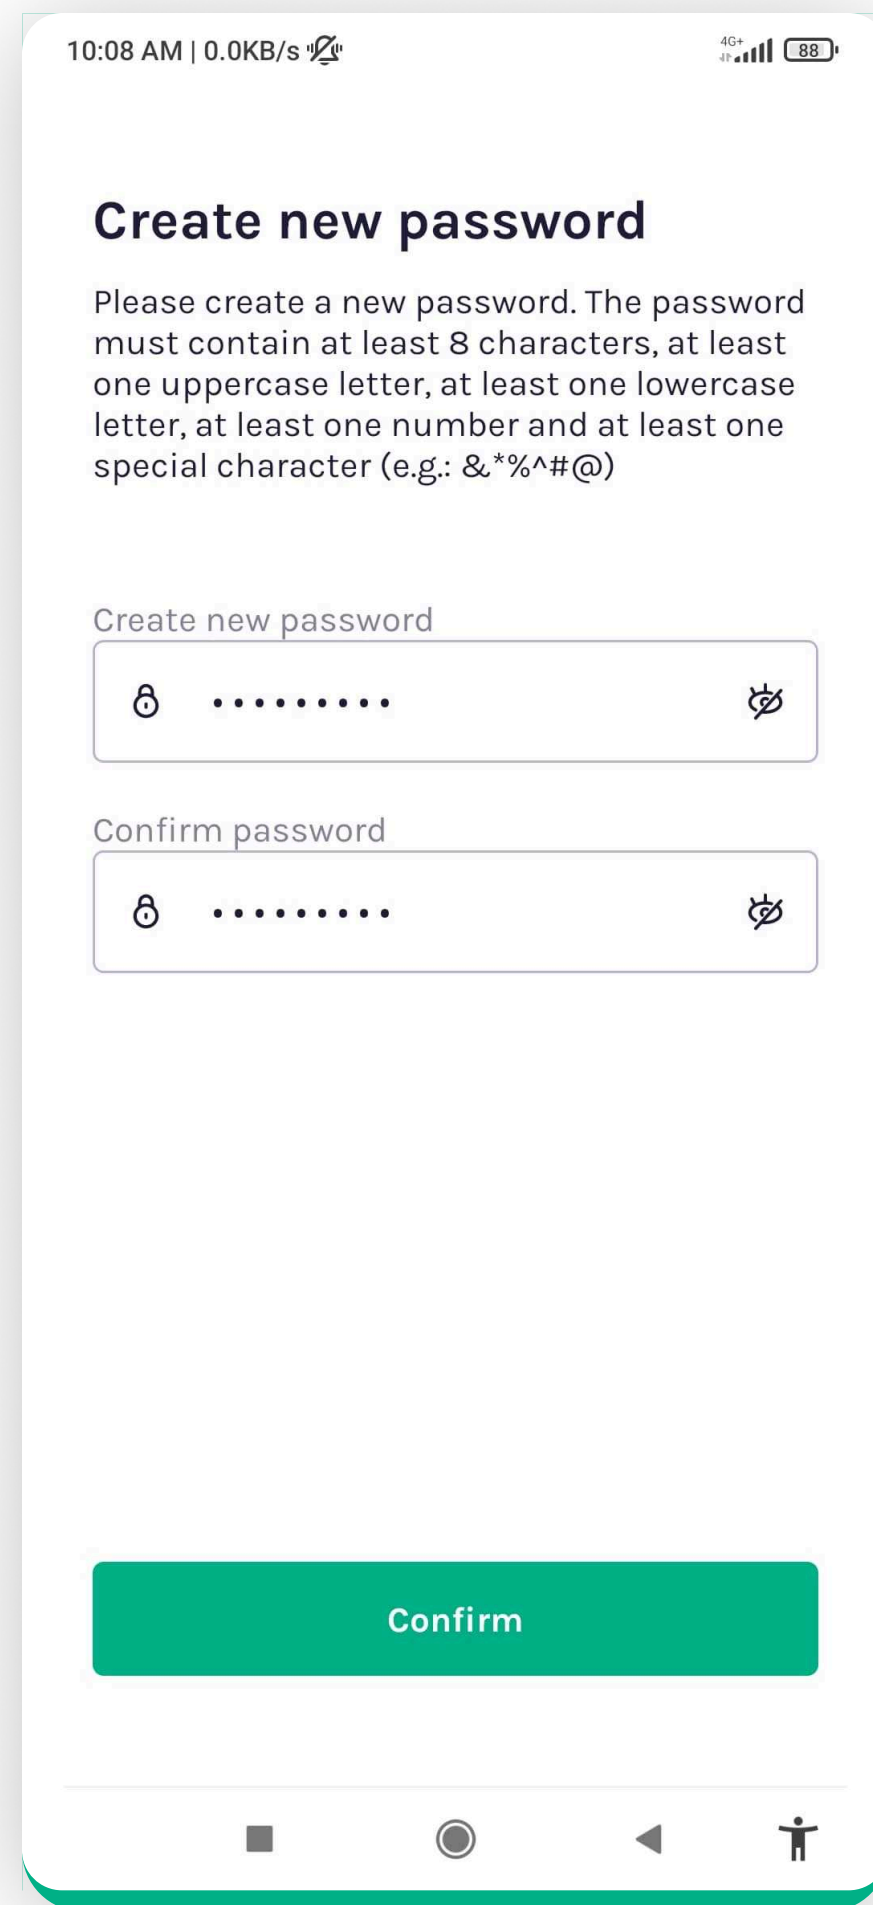 10:08 AM | 0.0KB/s
4G+
88
Create new password
Please create a new password. The password
must contain at least 8 characters, at least
one uppercase letter, at least one lowercase
letter, at least one number and at least one
special character (e.g.: &*%^#@)
Create new password
•••••••••
Confirm password
•••••••••
Confirm